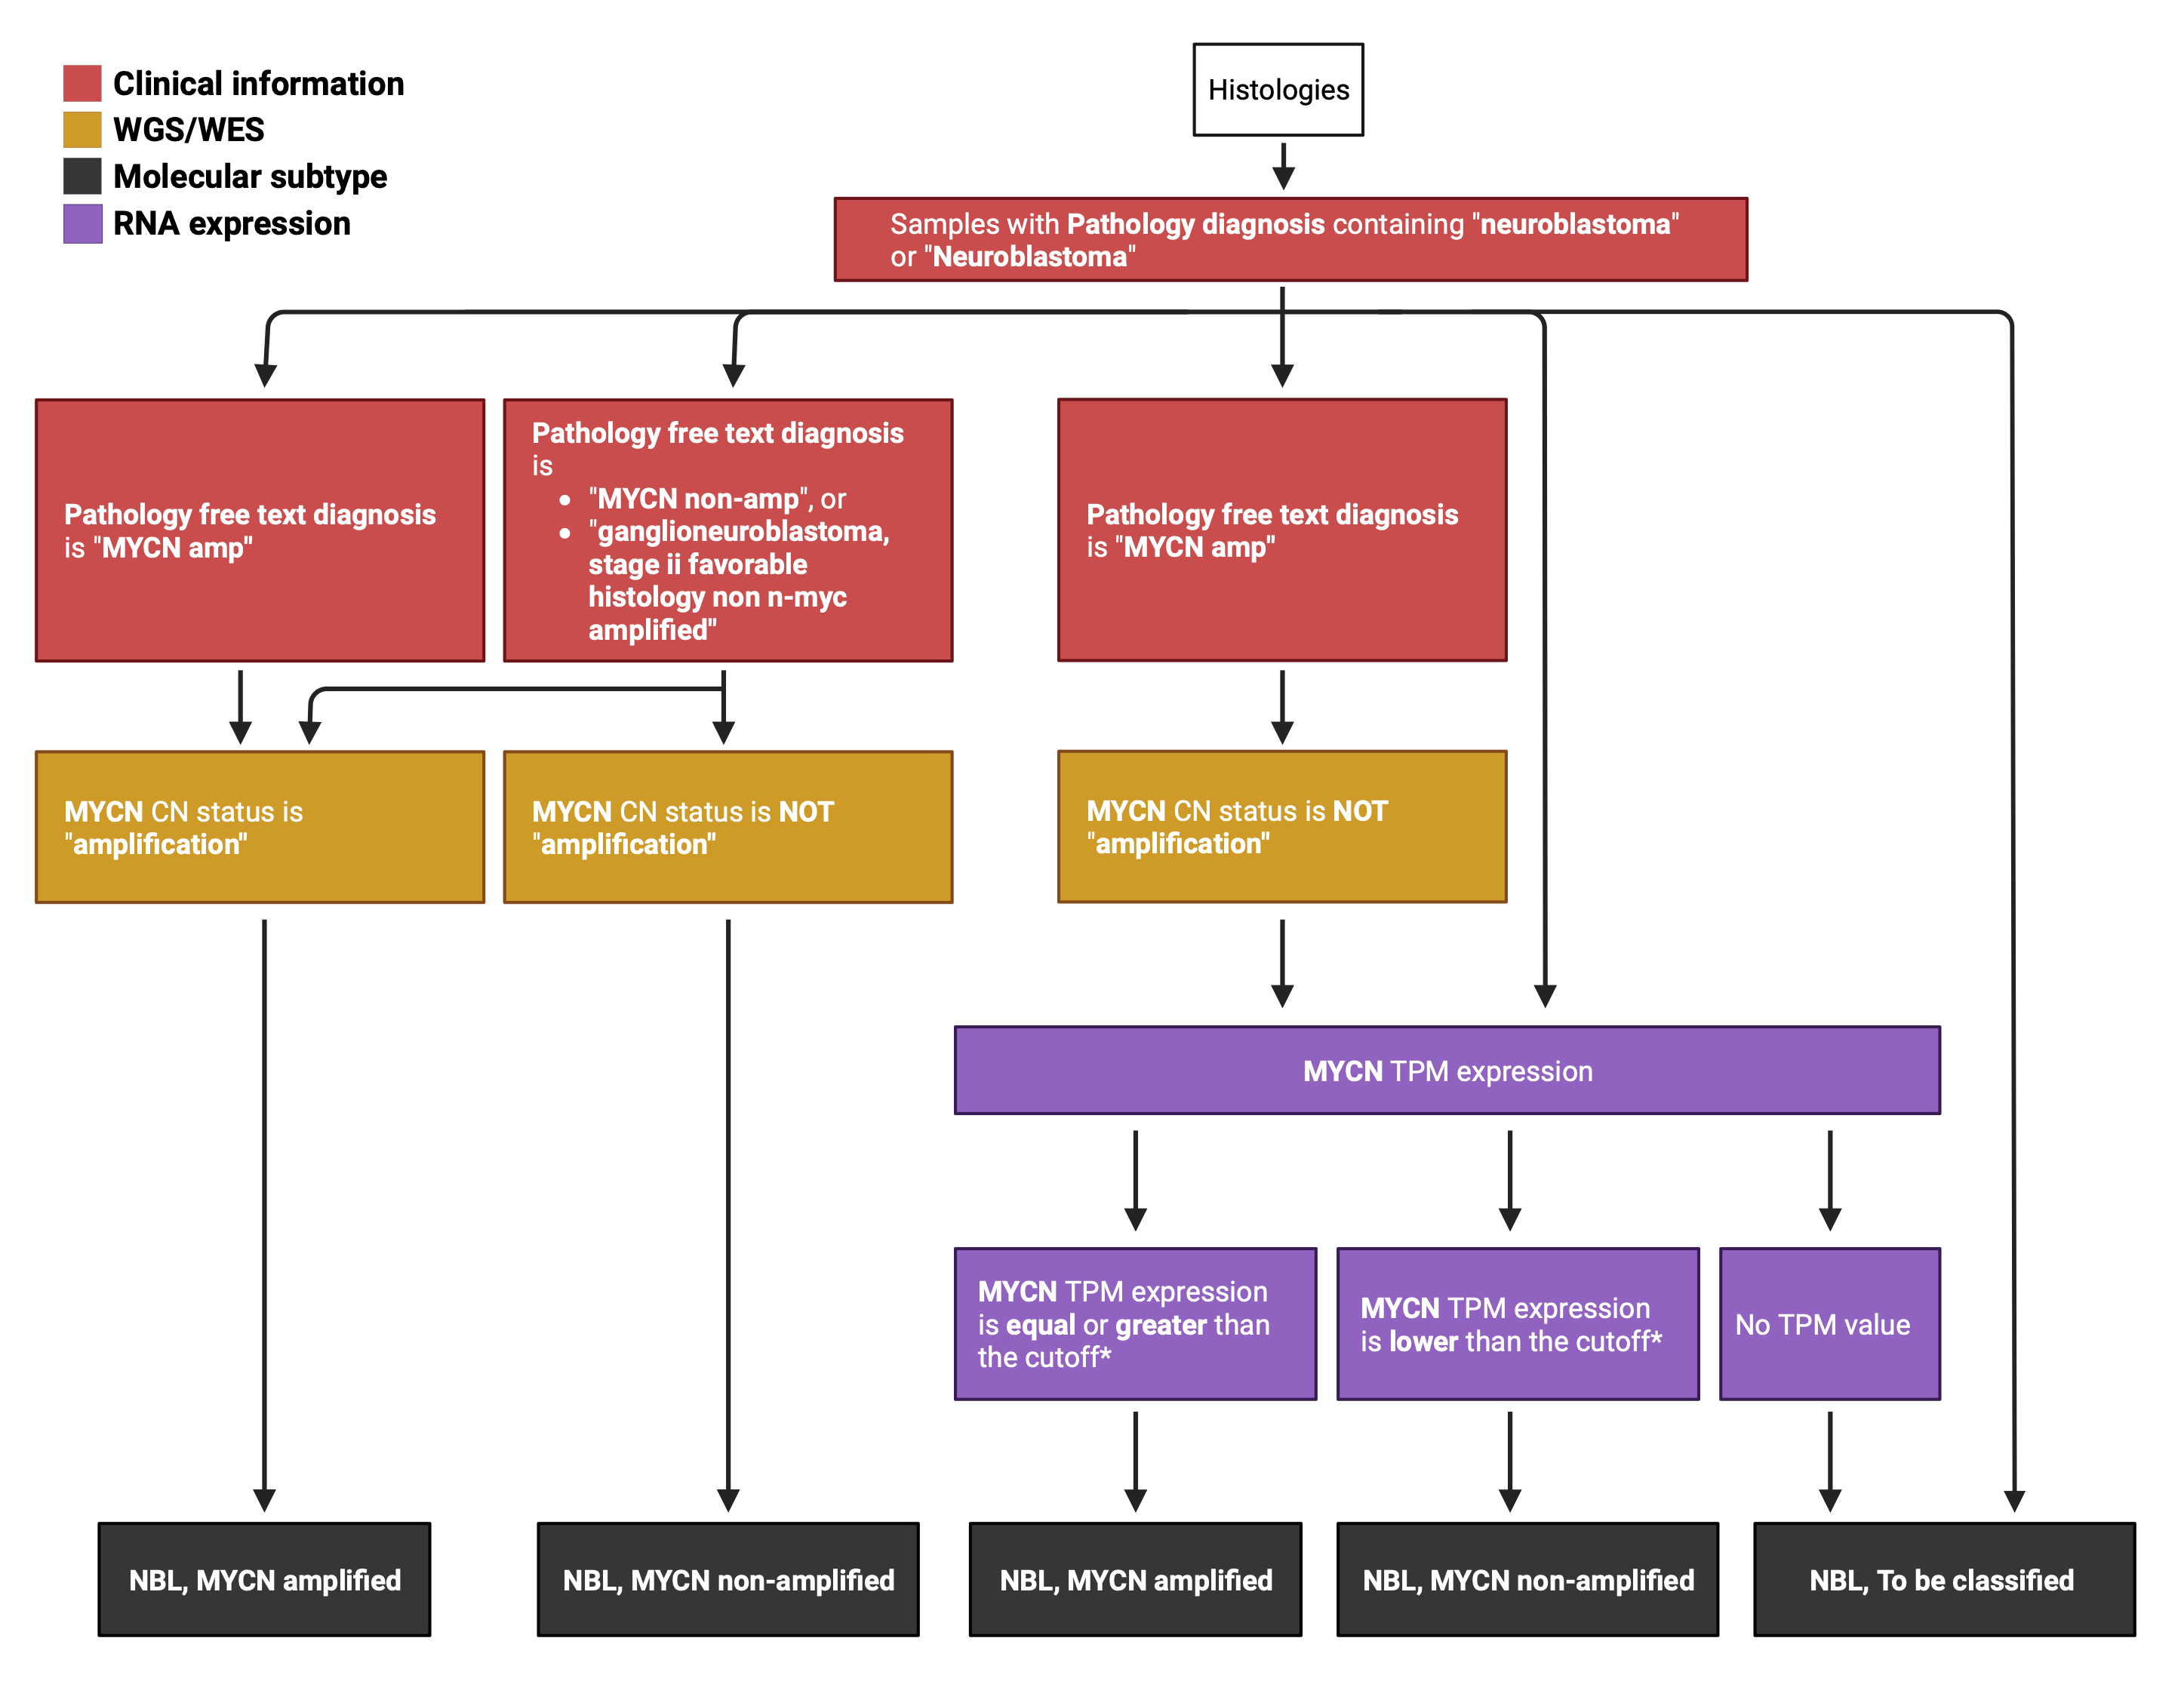 Clinical information
WGS/WES
Molecular subtype
RNA expression
Histologies
Samples with Pathology diagnosis containing "neuroblastoma"
or "Neuroblastoma"
Pathology free text diagnosis
is "MYCN amp"
Pathology free text diagnosis
is
• "MYCN non-amp", or
• "ganglioneuroblastoma,
stage ii favorable
histology non n-myc
amplified"
Pathology free text diagnosis
is "MYCN amp"
MYCN CN status is
"amplification"
MYCN CN status is NOT
"amplification"
MYCN CN status is NOT
"amplification"
MYCN TPM expression
MYCN TPM expression
is equal or greater than
the cutoff*
MYCN TPM expression
is lower than the cutoff*
No TPM value
NBL, MYCN amplified
NBL, MYCN non-amplified
NBL, MYCN amplified
NBL, MYCN non-amplified
NBL, To be classified